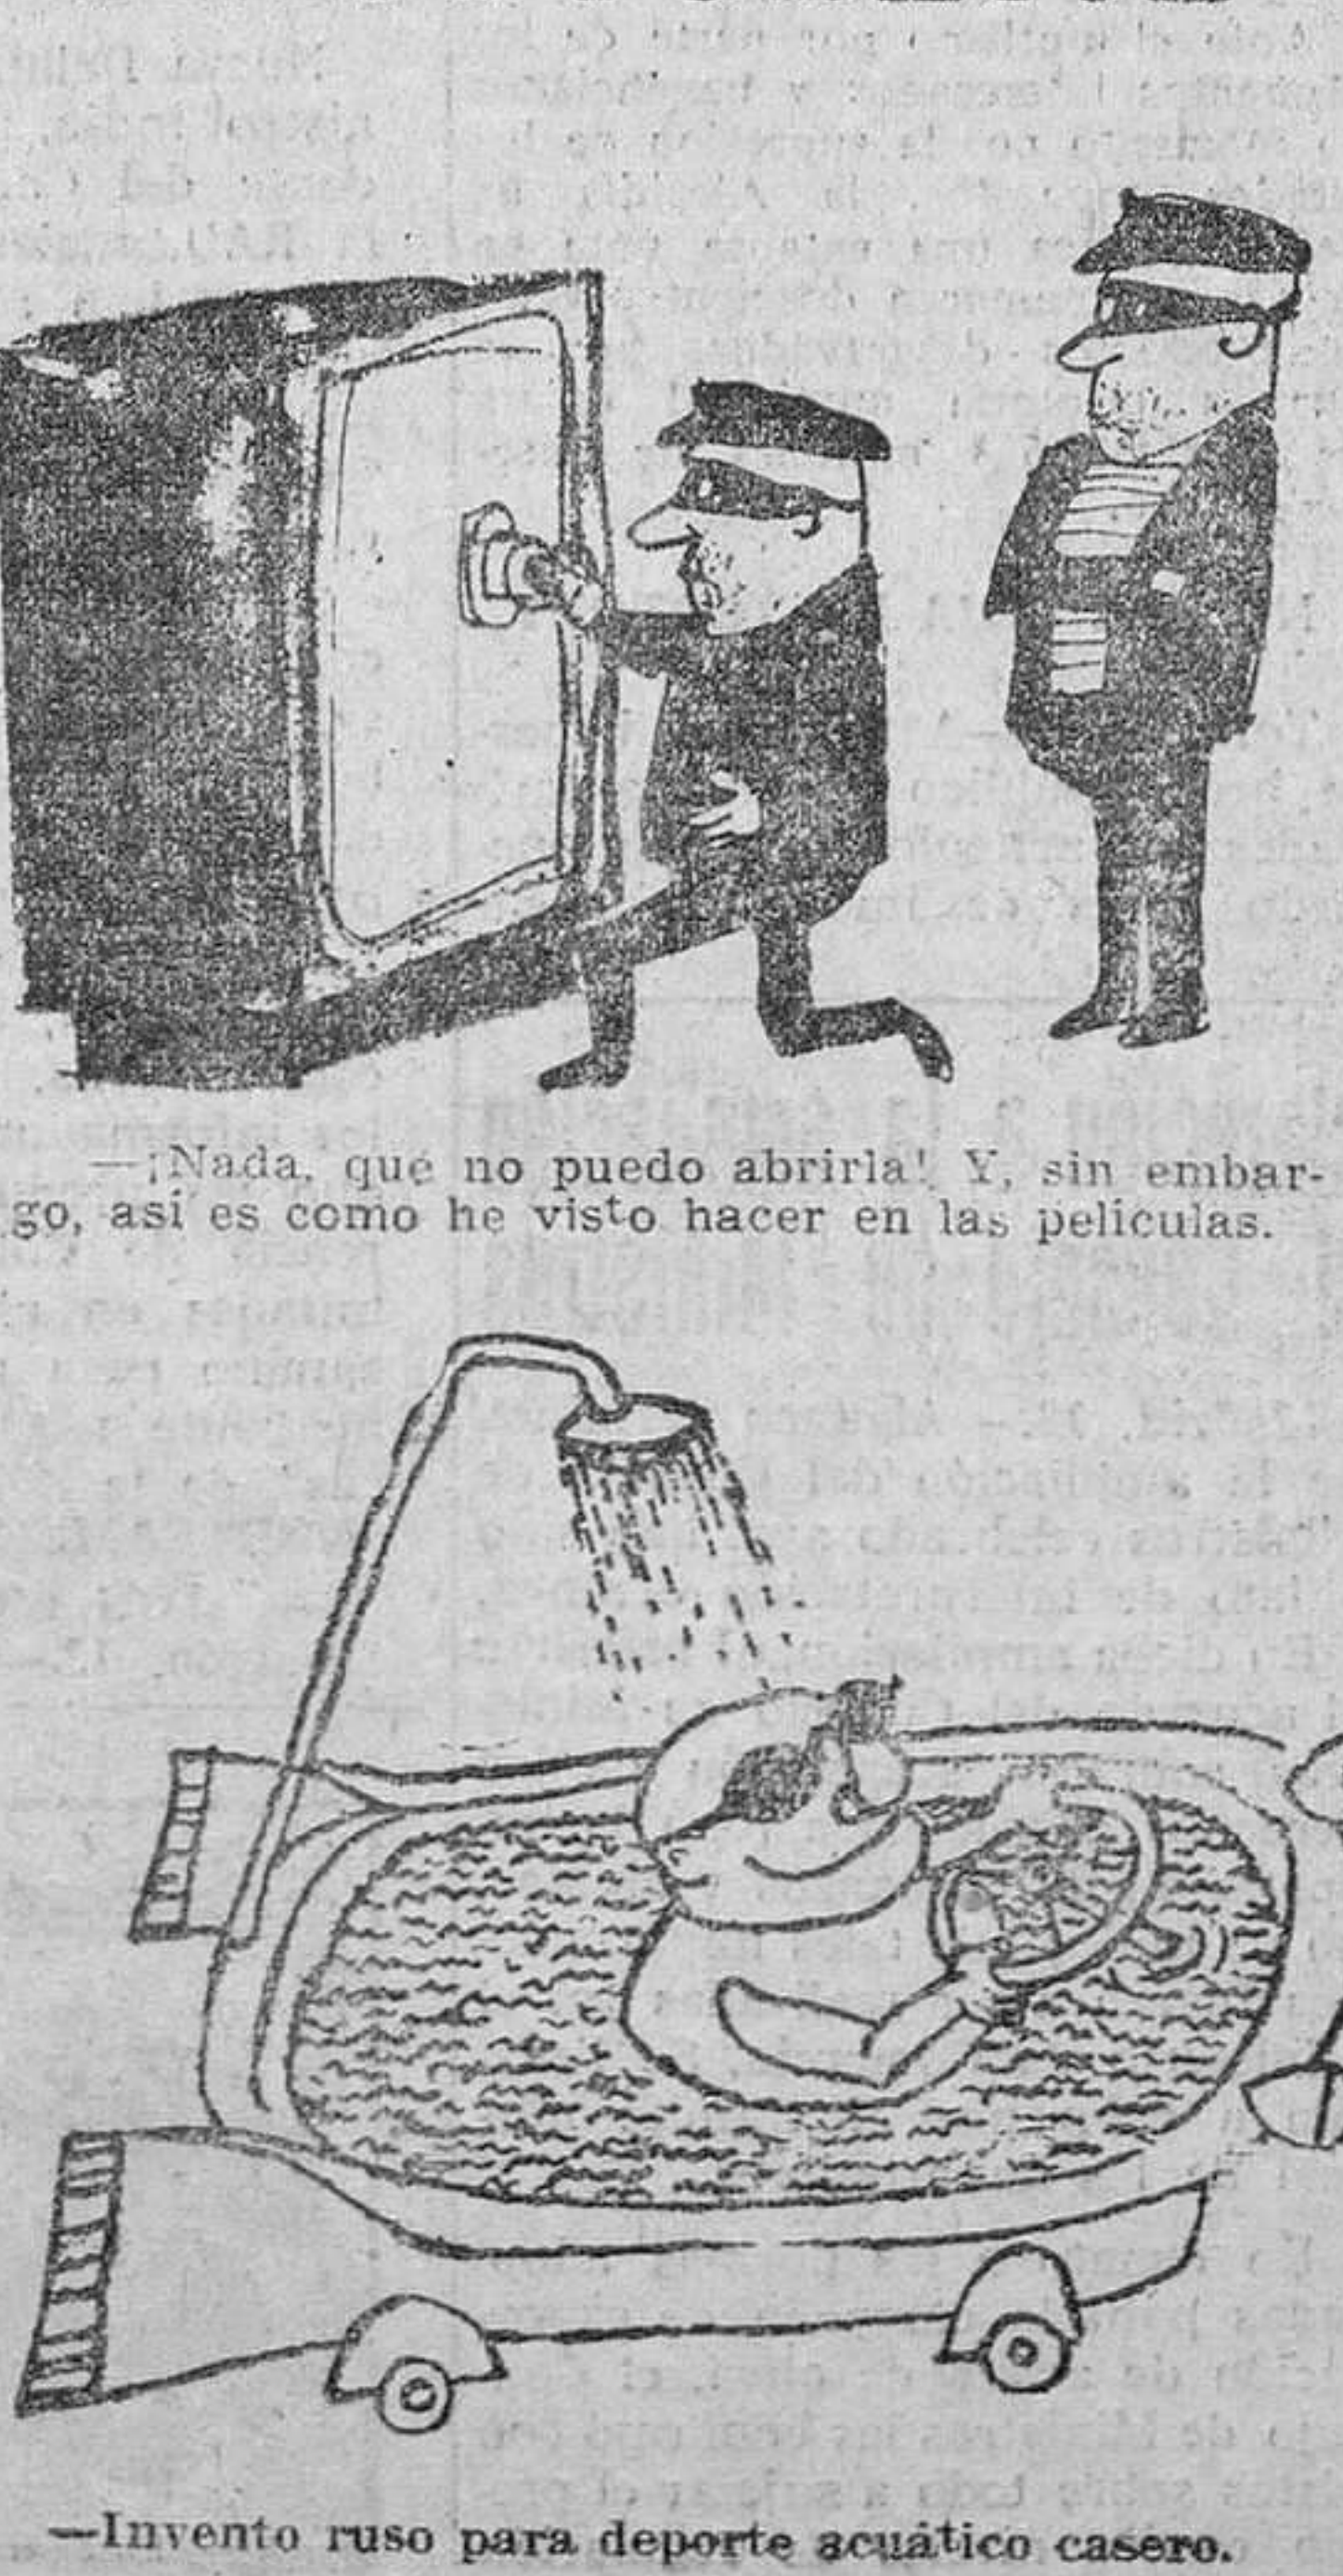 —¡Nada, que no puedo abrirla! Y, sin embar-
go, así es como he visto hacer en las películas.
—Invento ruso para deporte acuático casero.